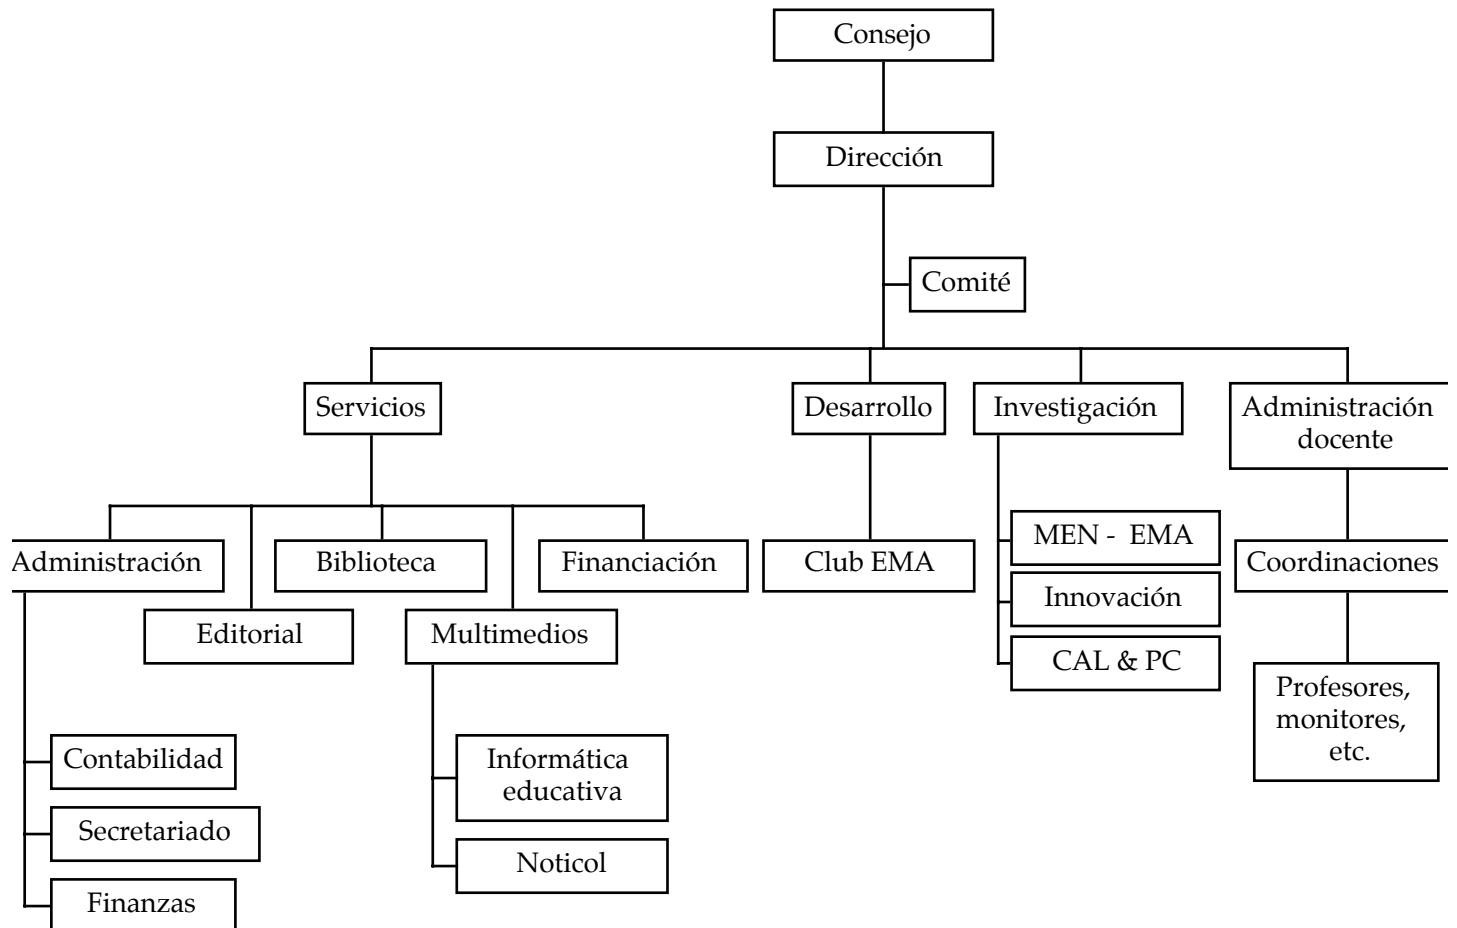 Consejo
Dirección
Comité
Servicios
Desarrollo
Investigación
Administración
docente
MEN - EMA
Administración
Biblioteca
Financiación
Club EMA
Coordinaciones
Innovación
Editorial
Multimedios
CAL & PC
Profesores,
monitores,
etc.
Contabilidad
Informática
educativa
Secretariado
Noticol
Finanzas